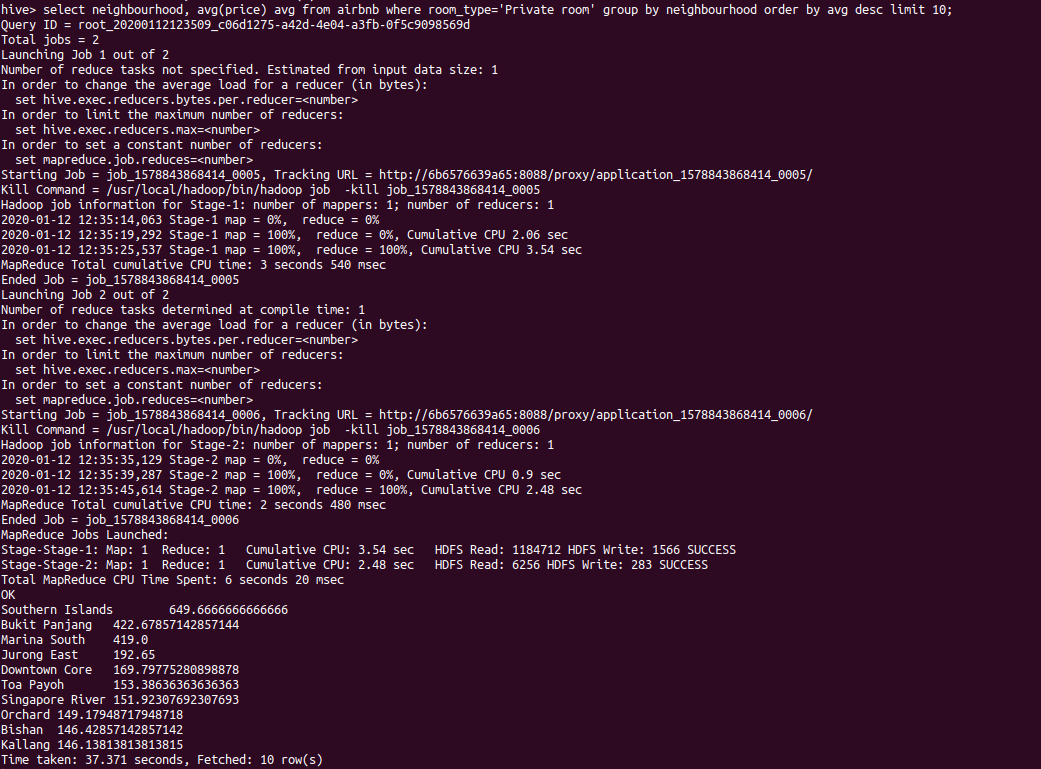 hive> select neighbourhood, avg(price) avg from airbnb where room_type='Private room' group by neighbourhood order by avg desc limit 10;
Query ID = root_20200112123509_c06d1275-a42d-4e04-a3fb-0f5c9098569d
Total jobs = 2
Launching Job 1 out of 2
Number of reduce tasks not specified. Estimated from input data size: 1
In order to change the average load for a reducer (in bytes):
  set hive.exec.reducers.bytes.per.reducer=<number>
In order to limit the maximum number of reducers:
  set hive.exec.reducers.max=<number>
In order to set a constant number of reducers:
  set mapreduce.job.reduces=<number>
Starting Job = job_1578843868414_0005, Tracking URL = http://6b6576639a65:8088/proxy/application_1578843868414_0005/
Kill Command = /usr/local/hadoop/bin/hadoop job  -kill job_1578843868414_0005
Hadoop job information for Stage-1: number of mappers: 1; number of reducers: 1
2020-01-12 12:35:14,063 Stage-1 map = 0%,  reduce = 0%
2020-01-12 12:35:19,292 Stage-1 map = 100%,  reduce = 0%, Cumulative CPU 2.06 sec
2020-01-12 12:35:25,537 Stage-1 map = 100%,  reduce = 100%, Cumulative CPU 3.54 sec
MapReduce Total cumulative CPU time: 3 seconds 540 msec
Ended Job = job_1578843868414_0005
Launching Job 2 out of 2
Number of reduce tasks determined at compile time: 1
In order to change the average load for a reducer (in bytes):
  set hive.exec.reducers.bytes.per.reducer=<number>
In order to limit the maximum number of reducers:
  set hive.exec.reducers.max=<number>
In order to set a constant number of reducers:
  set mapreduce.job.reduces=<number>
Starting Job = job_1578843868414_0006, Tracking URL = http://6b6576639a65:8088/proxy/application_1578843868414_0006/
Kill Command = /usr/local/hadoop/bin/hadoop job  -kill job_1578843868414_0006
Hadoop job information for Stage-2: number of mappers: 1; number of reducers: 1
2020-01-12 12:35:35,129 Stage-2 map = 0%,  reduce = 0%
2020-01-12 12:35:39,287 Stage-2 map = 100%,  reduce = 0%, Cumulative CPU 0.9 sec
2020-01-12 12:35:45,614 Stage-2 map = 100%,  reduce = 100%, Cumulative CPU 2.48 sec
MapReduce Total cumulative CPU time: 2 seconds 480 msec
Ended Job = job_1578843868414_0006
MapReduce Jobs Launched:
Stage-Stage-1: Map: 1  Reduce: 1   Cumulative CPU: 3.54 sec   HDFS Read: 1184712 HDFS Write: 1566 SUCCESS
Stage-Stage-2: Map: 1  Reduce: 1   Cumulative CPU: 2.48 sec   HDFS Read: 6256 HDFS Write: 283 SUCCESS
Total MapReduce CPU Time Spent: 6 seconds 20 msec
OK
Southern Islands	649.6666666666666
Bukit Panjang	422.67857142857144
Marina South	419.0
Jurong East	192.65
Downtown Core	169.79775280898878
Toa Payoh	153.38636363636363
Singapore River	151.92307692307693
Orchard	149.17948717948718
Bishan	146.42857142857142
Kallang	146.13813813813815
Time taken: 37.371 seconds, Fetched: 10 row(s)